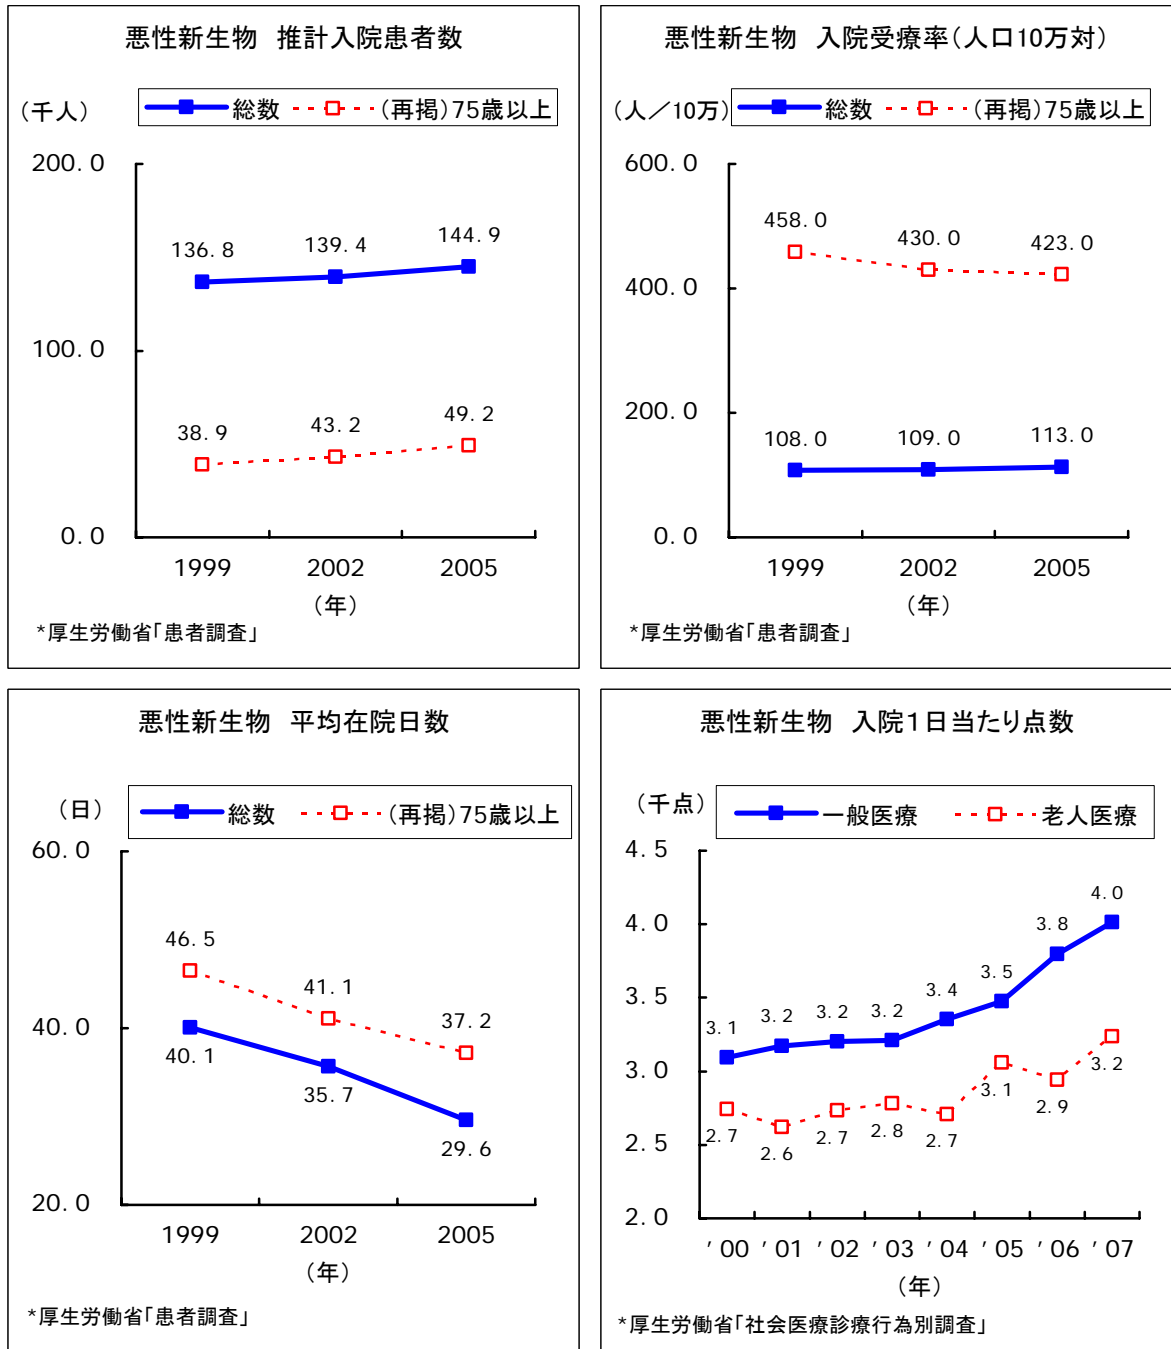 悪性新生物 推計入院患者数
（千人）
総数 (再掲)75歳以上
200.0
136.8 139.4 144.9
100.0
38.9 43.2 49.2
0.0
1999 2002 2005
（年）
*厚生労働省「患者調査」
悪性新生物 入院受療率(人口10万対)
(人／10万)
総数 (再掲)75歳以上
600.0
458.0 430.0 423.0
400.0
200.0
108.0 109.0 113.0
0.0
1999 2002 2005
（年）
*厚生労働省「患者調査」
悪性新生物 平均在院日数
（日）
総数 (再掲)75歳以上
60.0
46.5 41.1 37.2
40.0
40.1 35.7 29.6
20.0
1999 2002 2005
（年）
*厚生労働省「患者調査」
悪性新生物 入院１日当たり点数
（千点）
一般医療 老人医療
4.5
4.0
3.5
3.0
2.5
2.0
3.1 3.2 3.2 3.2 3.4 3.5 3.8 4.0
2.7 2.6 2.7 2.8 2.7 3.1 2.9 3.2
'00 '01 '02 '03 '04 '05 '06 '07
（年）
*厚生労働省「社会医療診療行為別調査」